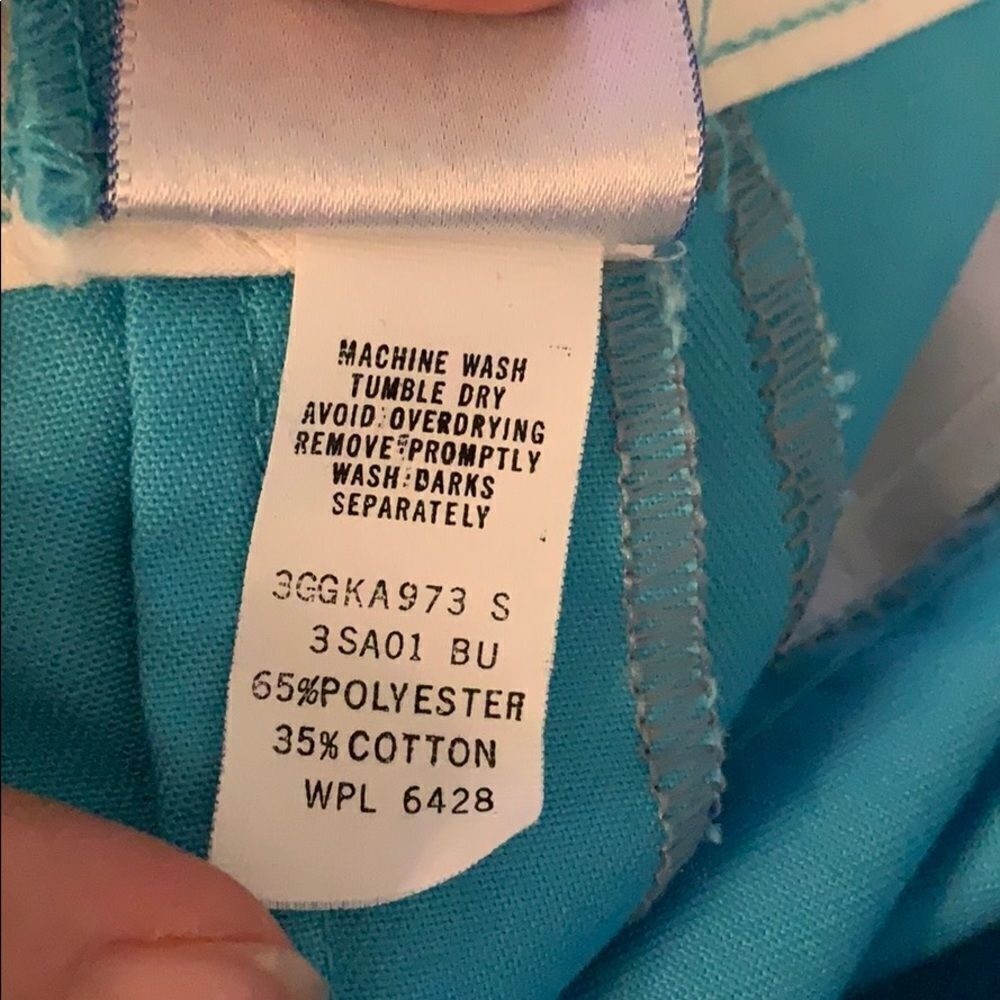 MACHINE WASH
TUMBLE DRY
AVOID OVERDRYING
REMOVE PROMPTLY
WASH DARKS
SEPARATELY
3GGKA973 S
3SA01 BU
65%POLYESTER
35%COTTON
WPL 6428